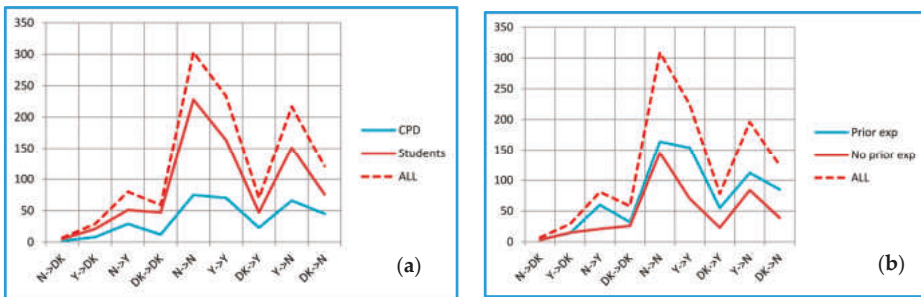 350
300
250
200
150
100
50
0
N->DK
Y->DK
N->Y
DK->DK
N->N
Y->Y
DK->Y
Y->N
DK->N
CPD
Students
ALL
(a)
350
300
250
200
150
100
50
0
N->DK
Y->DK
N->Y
DK->DK
N->N
Y->Y
DK->Y
Y->N
DK->N
Prior exp
No prior exp
ALL
(b)